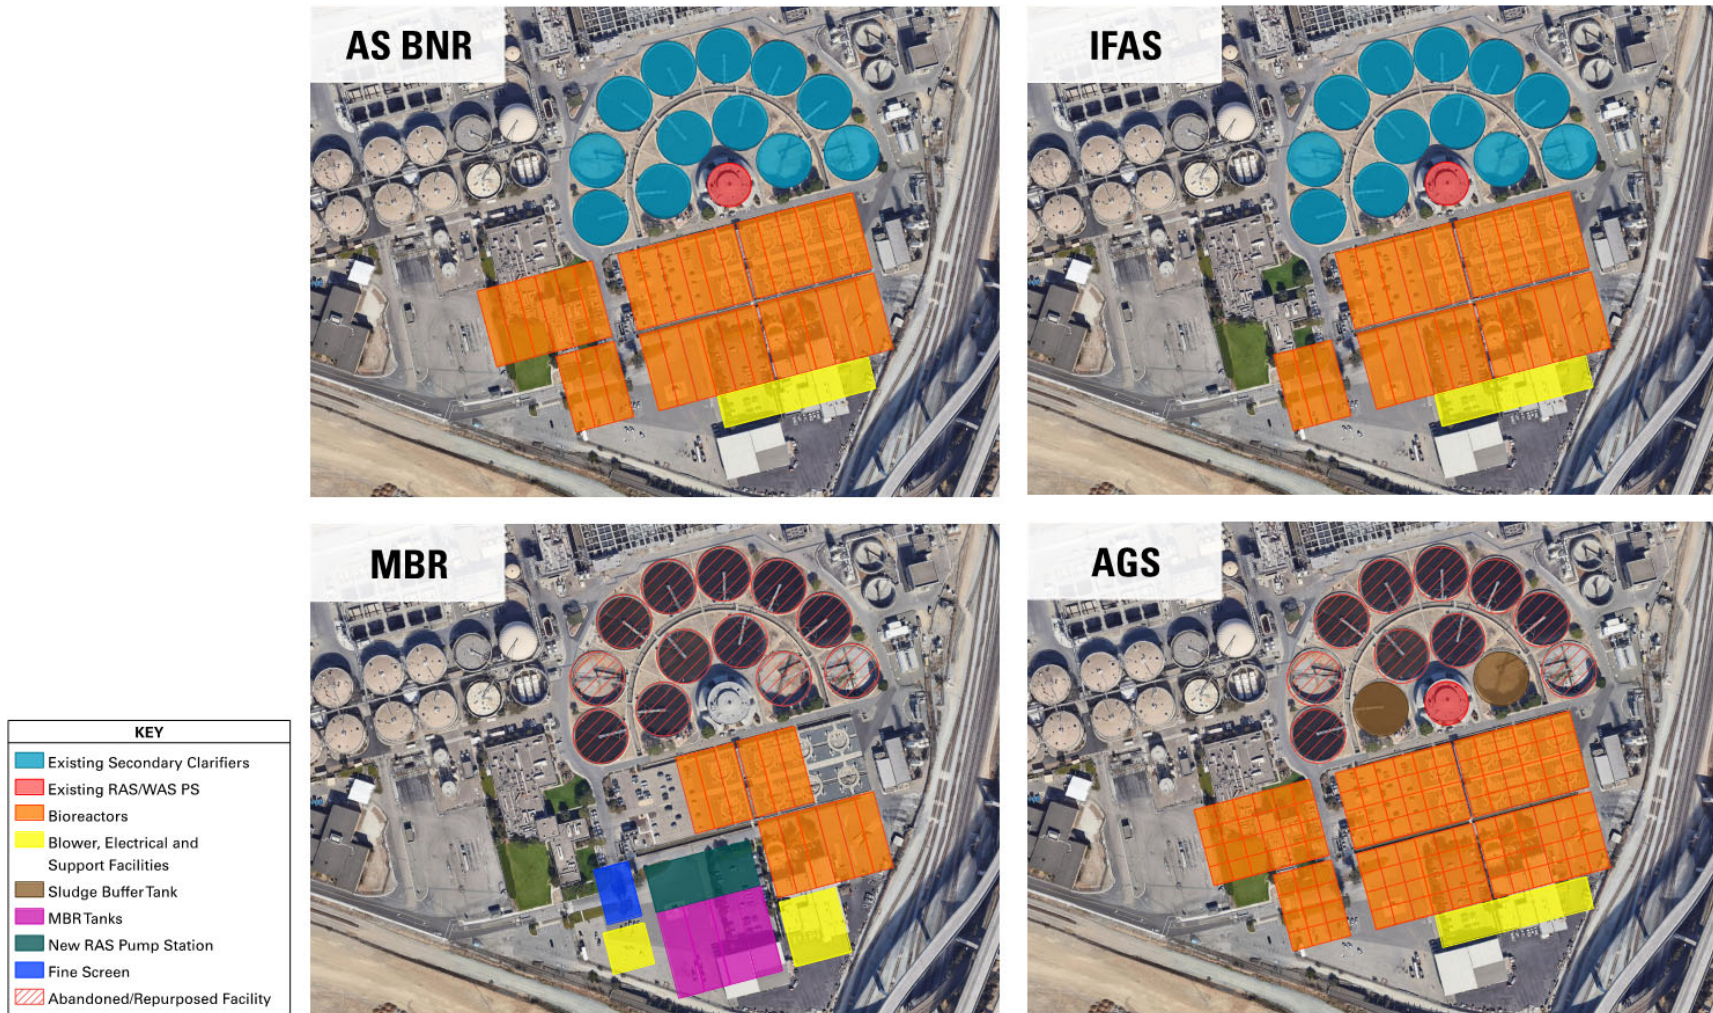 AS BNR
IFAS
MBR
AGS
KEY
Existing Secondary Clarifiers
Existing RAS/WAS PS
Bioreactors
Blower, Electrical and
Support Facilities
Sludge Buffer Tank
MBR Tanks
New RAS Pump Station
Fine Screen
Abandoned/Repurposed Facility